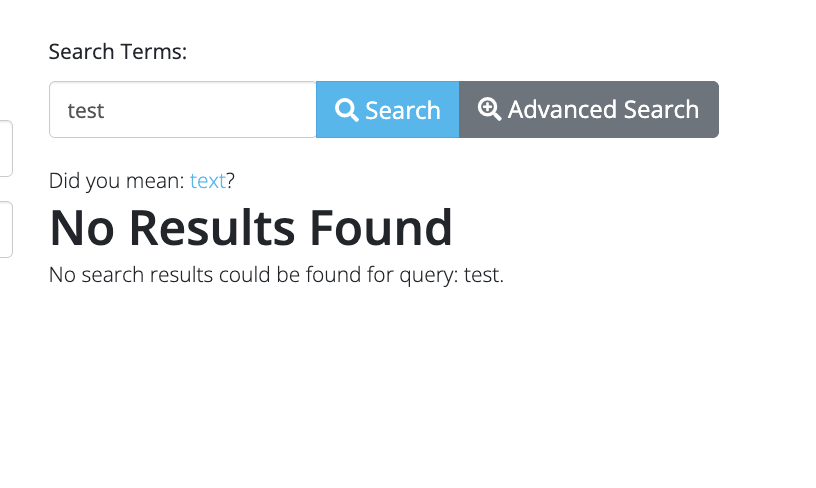 Search Terms:
test Search Advanced Search
Did you mean: text?
No Results Found
No search results could be found for query: test.